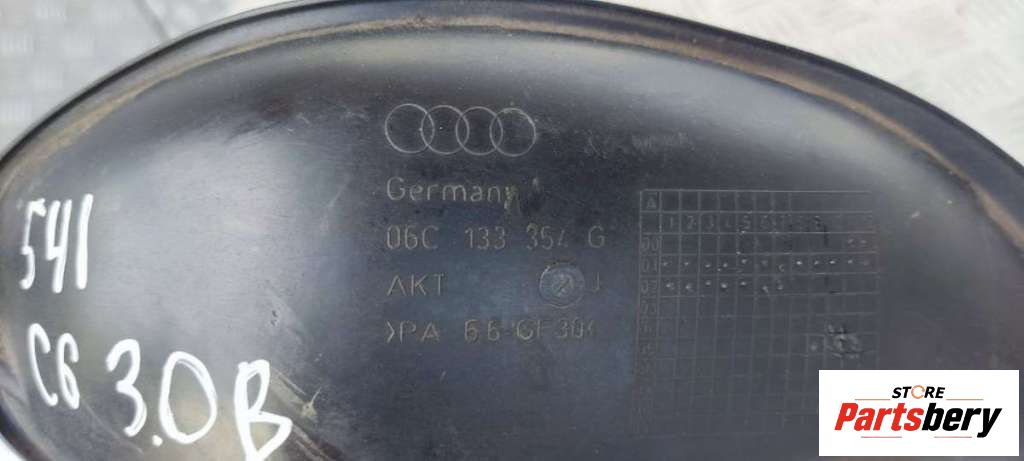 Germany
06C 133 354 G
AKT
>PA 66-GF30<
541
C6 3.0B
STORE
Partsbery